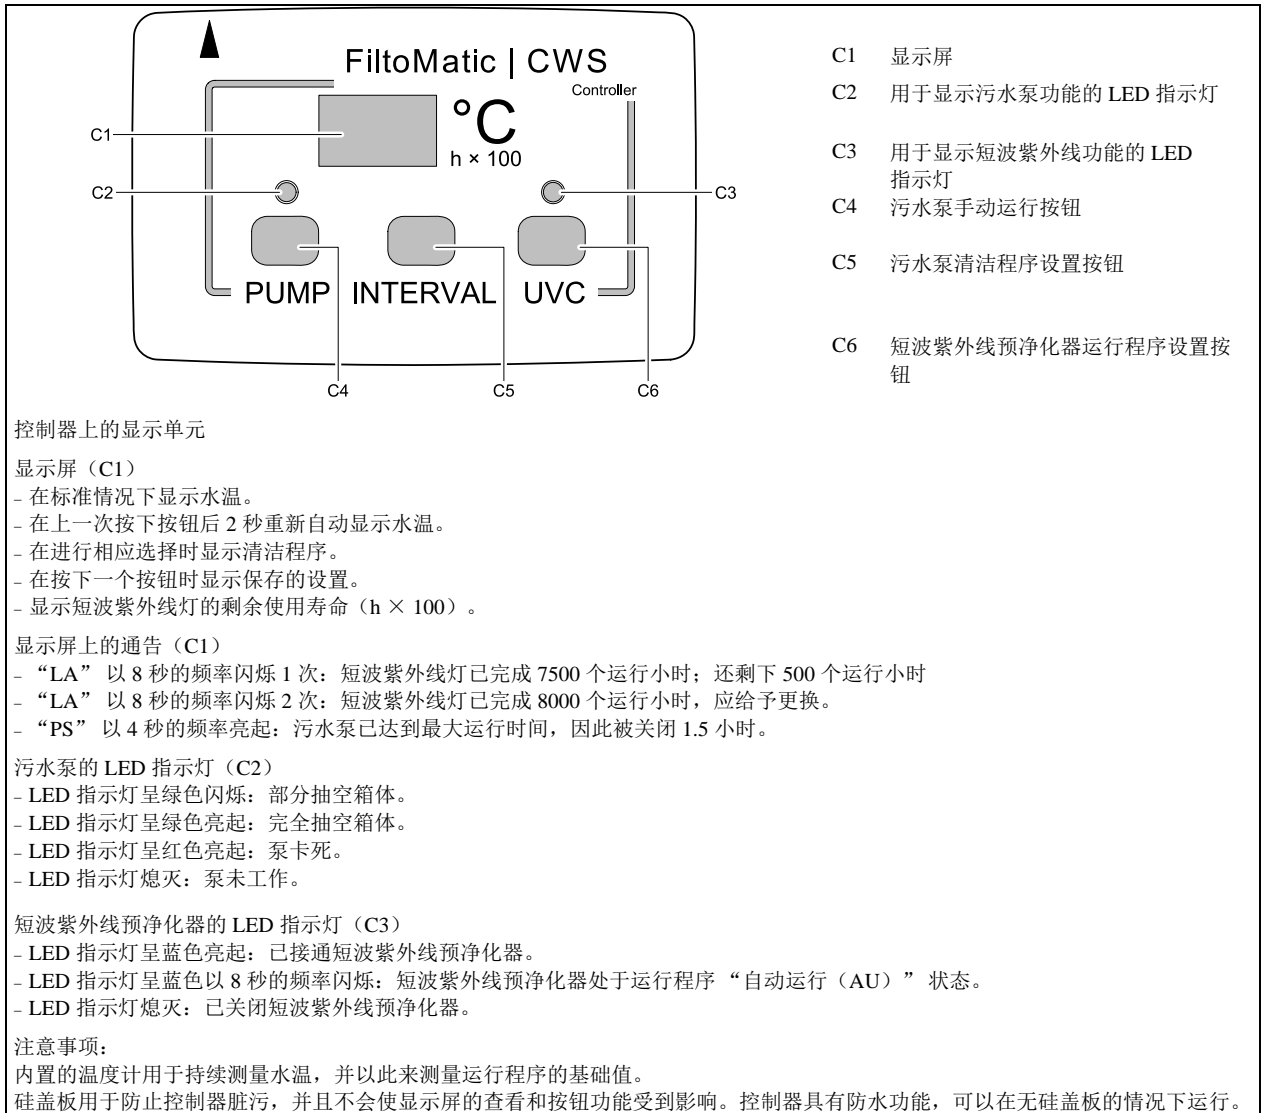 FiltoMatic | CWS
Controller
°C
h × 100
C1
C2
C3
PUMP INTERVAL UVC
C4 C5 C6
C1 显示屏
C2 用于显示污水泵功能的 LED 指示灯
C3 用于显示短波紫外线功能的 LED
指示灯
C4 污水泵手动运行按钮
C5 污水泵清洁程序设置按钮
C6 短波紫外线预净化器运行程序设置按
钮
控制器上的显示单元
显示屏（C1）
– 在标准情况下显示水温。
– 在上一次按下按钮后 2 秒重新自动显示水温。
– 在进行相应选择时显示清洁程序。
– 在按下一个按钮时显示保存的设置。
– 显示短波紫外线灯的剩余使用寿命（h × 100）。
显示屏上的通告（C1）
– “LA” 以 8 秒的频率闪烁 1 次：短波紫外线灯已完成 7500 个运行小时；还剩下 500 个运行小时
– “LA” 以 8 秒的频率闪烁 2 次：短波紫外线灯已完成 8000 个运行小时，应给予更换。
– “PS” 以 4 秒的频率亮起：污水泵已达到最大运行时间，因此被关闭 1.5 小时。
污水泵的 LED 指示灯（C2）
– LED 指示灯呈绿色闪烁：部分抽空箱体。
– LED 指示灯呈绿色亮起：完全抽空箱体。
– LED 指示灯呈红色亮起：泵卡死。
– LED 指示灯熄灭：泵未工作。
短波紫外线预净化器的 LED 指示灯（C3）
– LED 指示灯呈蓝色亮起：已接通短波紫外线预净化器。
– LED 指示灯呈蓝色以 8 秒的频率闪烁：短波紫外线预净化器处于运行程序 “自动运行（AU）” 状态。
– LED 指示灯熄灭：已关闭短波紫外线预净化器。
注意事项：
内置的温度计用于持续测量水温，并以此来测量运行程序的基础值。
硅盖板用于防止控制器脏污，并且不会使显示屏的查看和按钮功能受到影响。控制器具有防水功能，可以在无硅盖板的情况下运行。